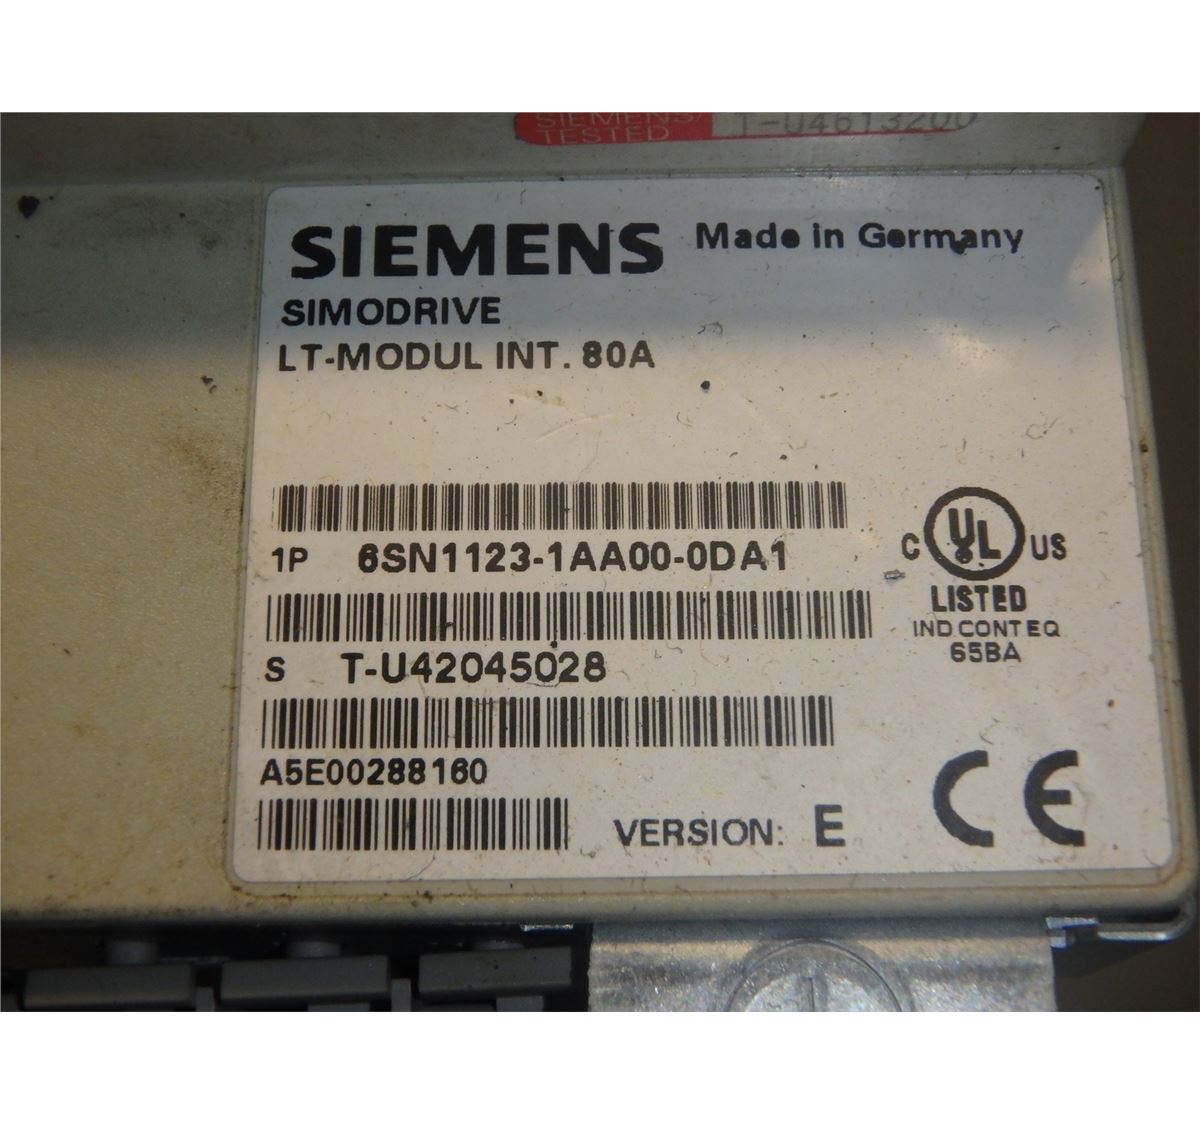 SIEMENS/ T-U4613200
TESTED
SIEMENS Made in Germany
SIMODRIVE
LT-MODUL INT. 80A
1P 6SN1123-1AA00-0DA1
C UL US
LISTED
IND.CONT.EQ
65BA
S T-U42045028
A5E00288160
VERSION: E
CE